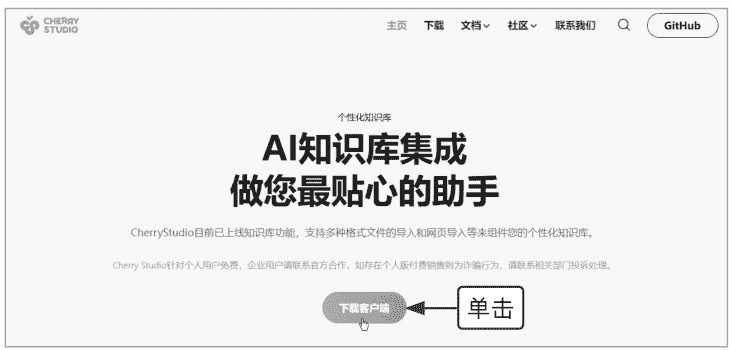 CHERRY
STUDIO
主页 下载 文档 社区 联系我们 GitHub
个性化知识库
AI知识库集成
做您最贴心的助手
CherryStudio目前已上线知识库功能，支持多种格式文件的导入和网页导入等来组件您的个性化知识库。
Cherry Studio针对个人用户免费，企业用户请联系官方合作，如存在个人版付费销售则为诈骗行为，请联系相关部门投诉处理。
下载客户端 单击